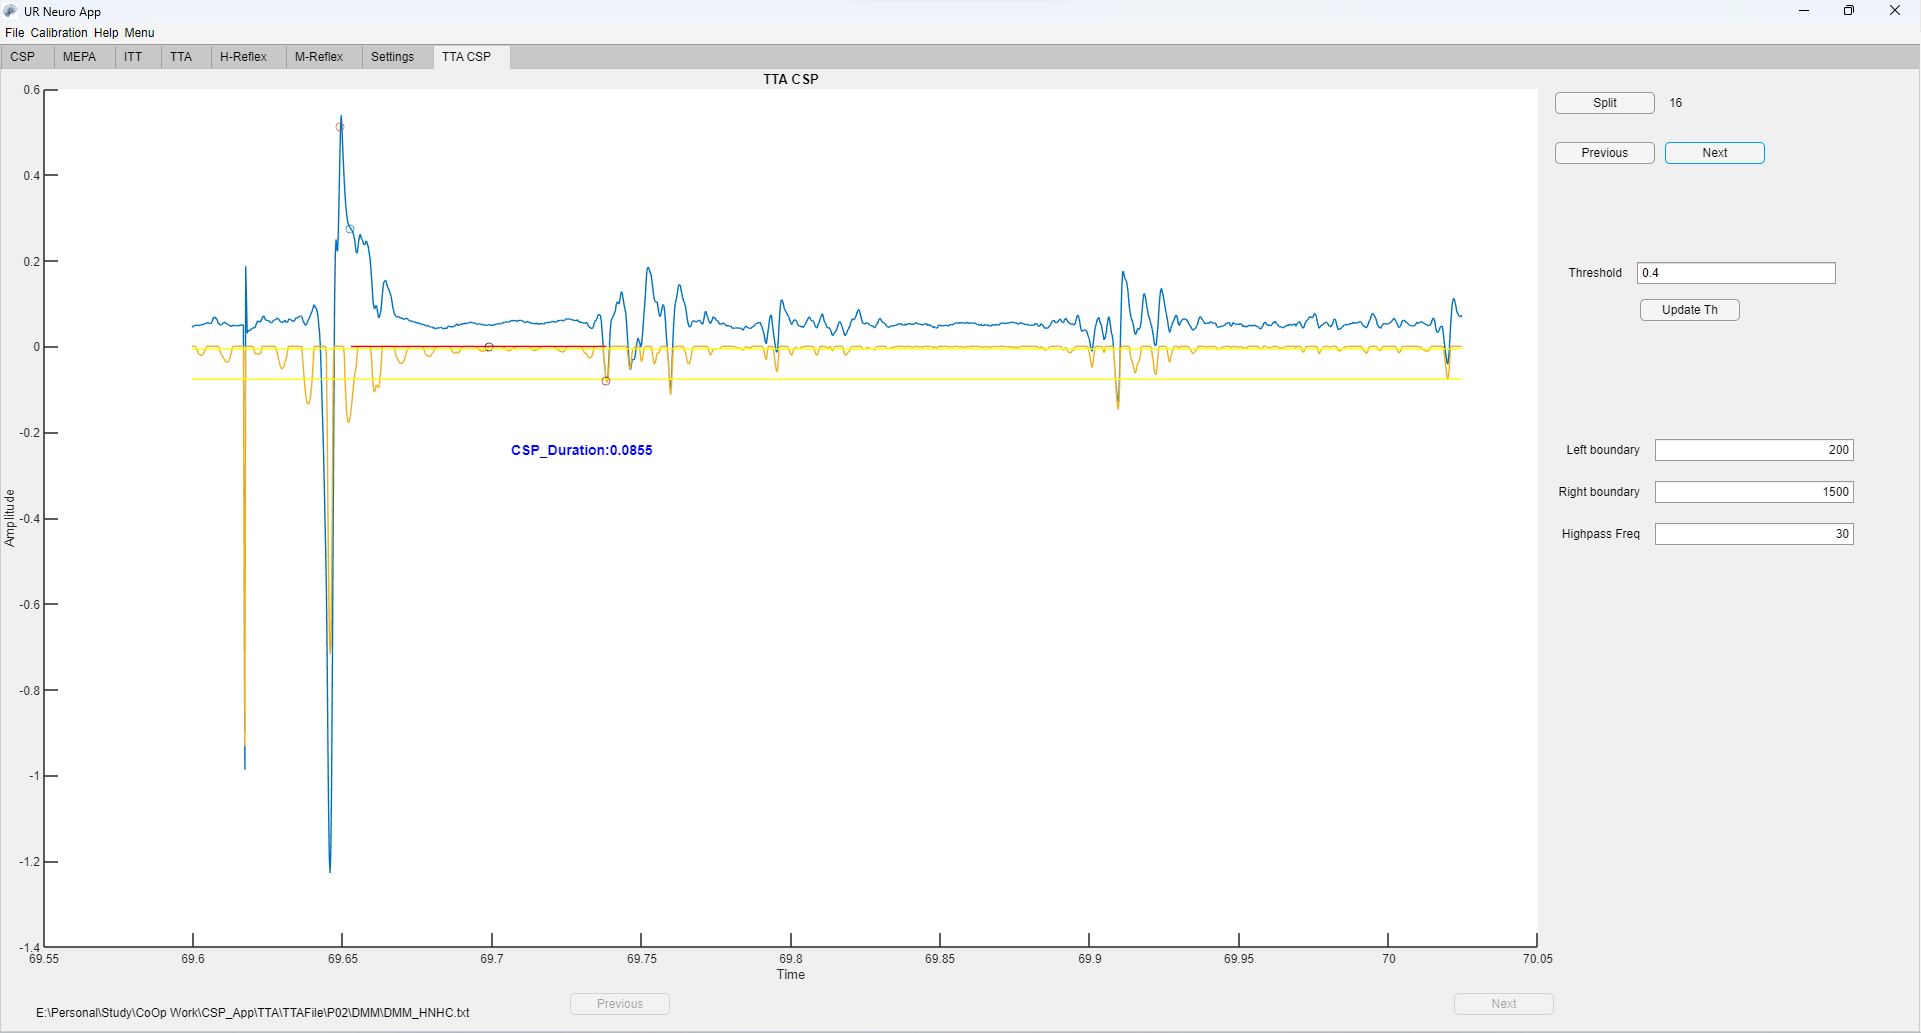 UR Neuro App
File Calibration Help Menu
CSP MEPA ITT TTA H-Reflex M-Reflex Settings TTA CSP
TTA CSP
0.6
0.4
0.2
0
-0.2
-0.4
-0.6
-0.8
-1
-1.2
-1.4
Amplitude
CSP_Duration:0.0855
69.55 69.6 69.65 69.7 69.75 69.8 69.85 69.9 69.95 70 70.05
Time
Split 16
Previous Next
Threshold 0.4
Update Th
Left boundary 200
Right boundary 1500
Highpass Freq 30
Previous Next
E:\Personal\Study\CoOp Work\CSP_App\TTA\TTAFile\P02\DMM\DMM_HNHC.txt